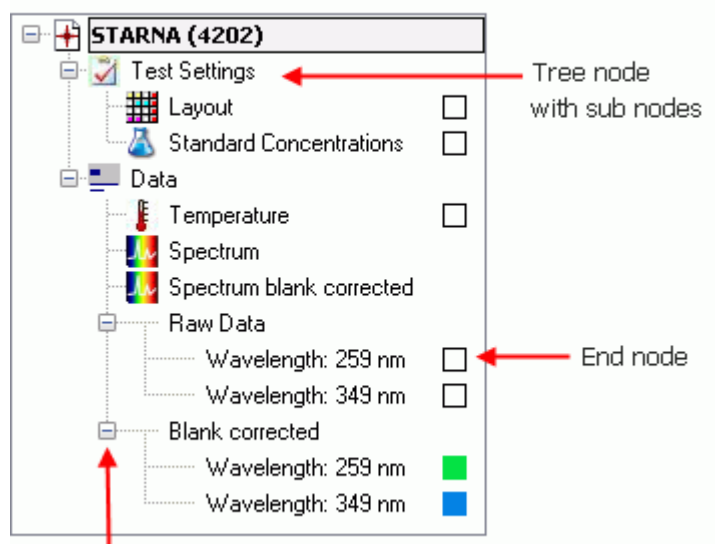 STARNA (4202)
Test Settings
Tree node
with sub nodes
Layout
Standard Concentrations
Data
Temperature
Spectrum
Spectrum blank corrected
Raw Data
Wavelength: 259 nm
End node
Wavelength: 349 nm
Blank corrected
Wavelength: 259 nm
Wavelength: 349 nm